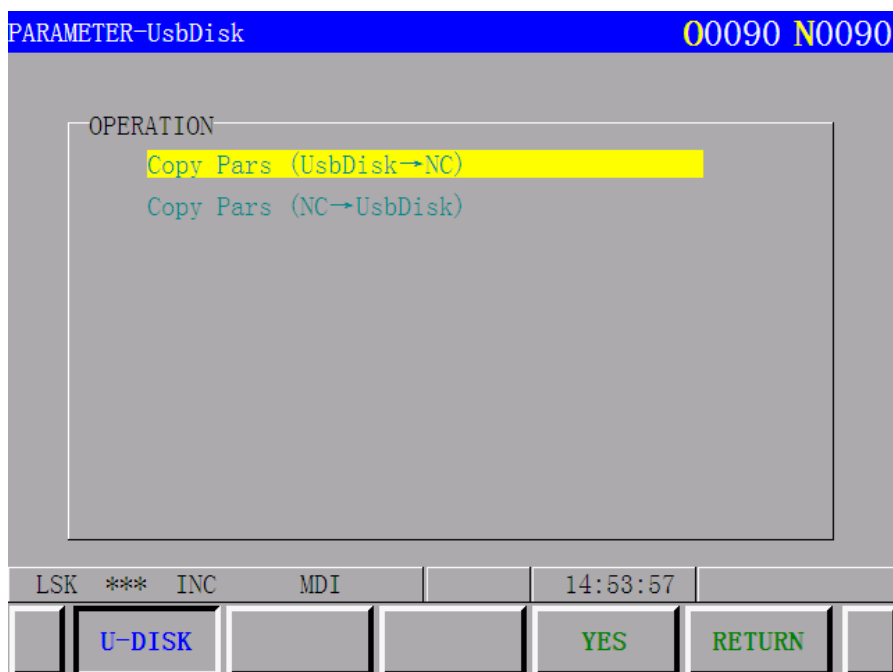 PARAMETER-UsbDisk O0090 N0090
OPERATION
Copy Pars (UsbDisk→NC)
Copy Pars (NC→UsbDisk)
LSK *** INC MDI 14:53:57
U-DISK YES RETURN